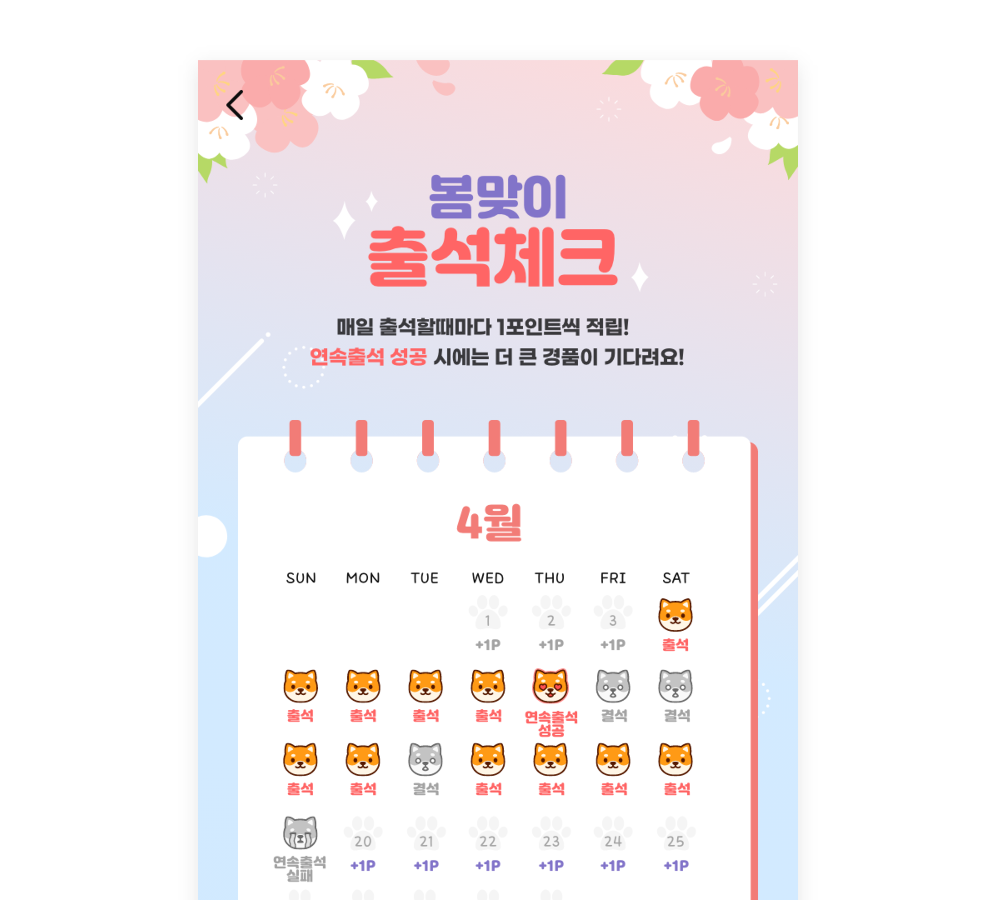 봄맞이
출석체크
매일 출석할때마다 1포인트씩 적립!
연속출석 성공 시에는 더 큰 경품이 기다려요!
4월
SUN MON TUE WED THU FRI SAT
1 2 3
+1P +1P +1P 출석
출석 출석 출석 출석 연속출석 결석 결석
성공
출석 출석 결석 출석 출석 출석 출석
20 21 22 23 24 25
연속출석 +1P +1P +1P +1P +1P +1P
실패